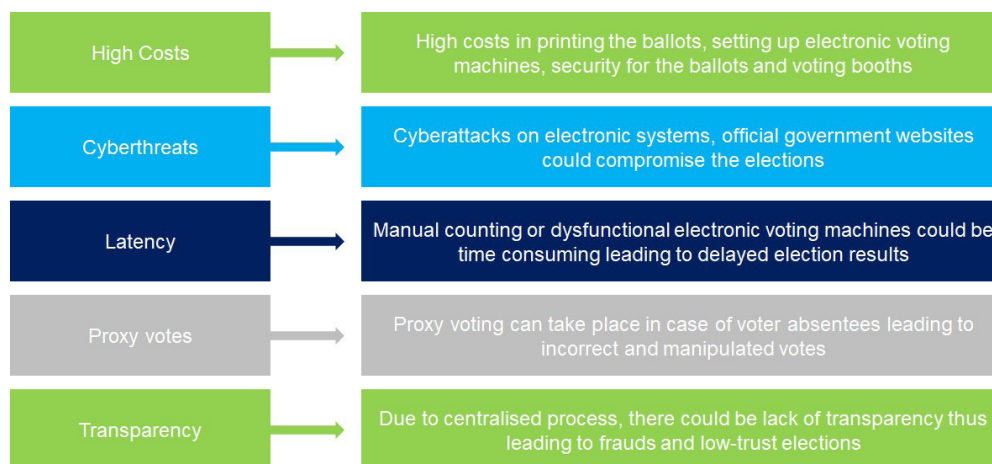 High Costs
High costs in printing the ballots, setting up electronic voting
machines, security for the ballots and voting booths
Cyberthreats
Cyberattacks on electronic systems, official government websites
could compromise the elections
Latency
Manual counting or dysfunctional electronic voting machines could be
time consuming leading to delayed election results
Proxy votes
Proxy voting can take place in case of voter absentees leading to
incorrect and manipulated votes
Transparency
Due to centralised process, there could be lack of transparency thus
leading to frauds and low-trust elections